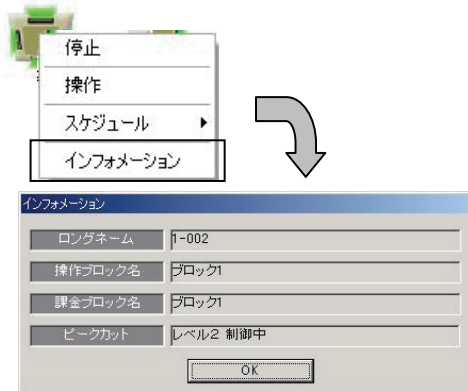 停止
操作
スケジュール
インフォメーション
インフォメーション
ロングネーム 1-002
操作ブロック名 ブロック1
課金ブロック名 ブロック1
ピークカット レベル2 制御中
OK